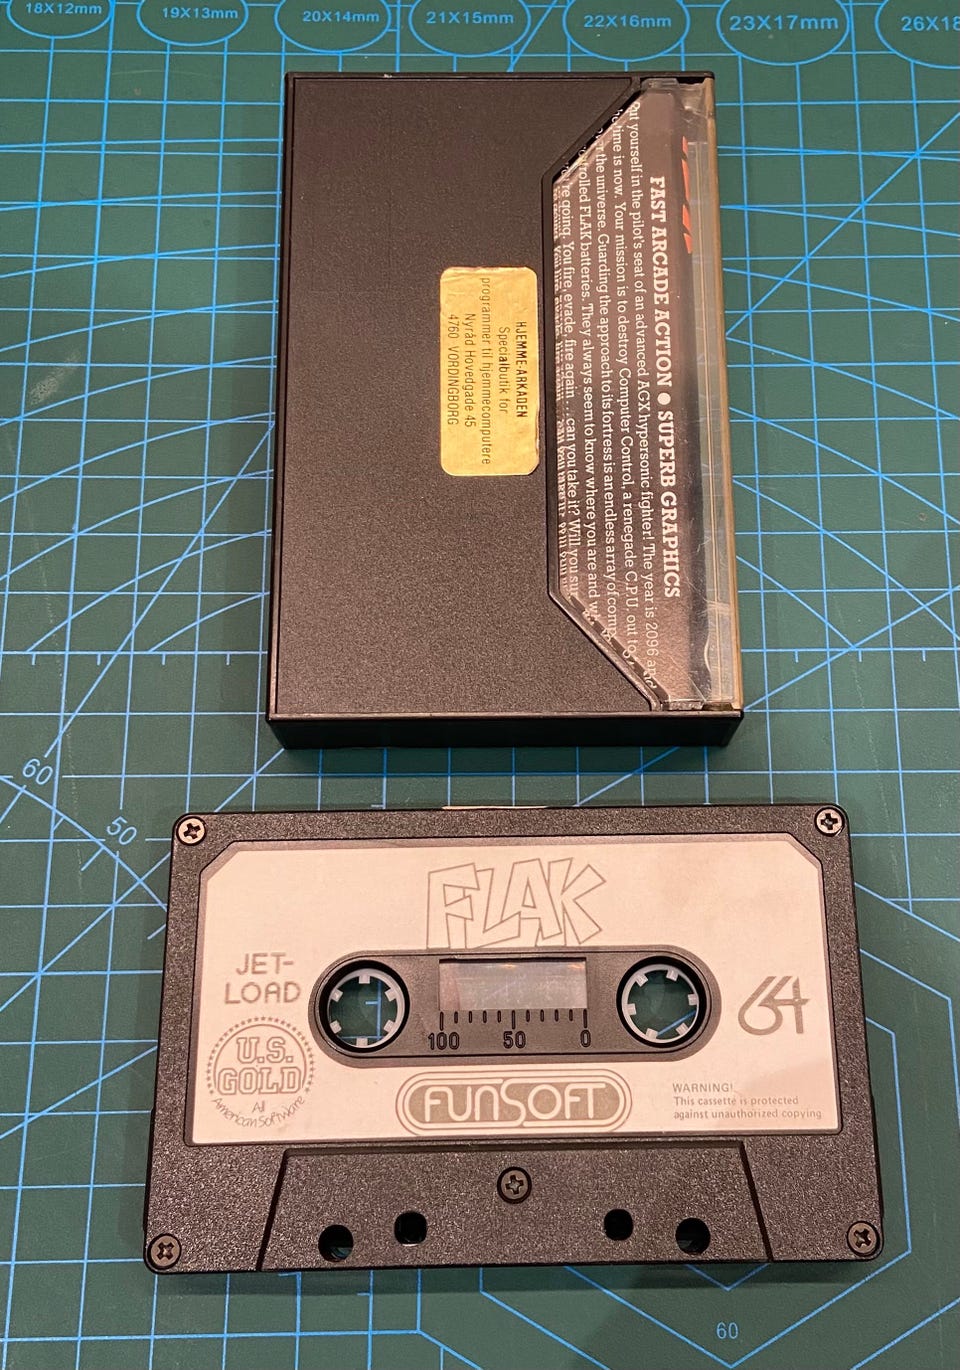 18X12mm
19X13mm
20X14mm
21X15mm
22X16mm
23X17mm
26X18
FAST ARCADE ACTION ● SUPERB GRAPHICS
Put yourself in the pilot's seat of an advanced AGX hypersonic fighter! The year is 2096 and
time is now. Your mission is to destroy Computer Control, a renegade C.P.U. out to
the universe. Guarding the approach to its fortress is an endless array of
FLAK batteries. They always seem to know where you are and
going. You fire, evade, fire again ... can you take it? Will you
HJEMME-ARKADEN
Specialbutik for
programmer til hjemmecomputere
Nyråd Hovedgade 45
4760 VORDINGBORG
60
50
FLAK
JET-
LOAD
64
100 50 0
U.S.
GOLD
All
American Software
FUNSOFT
WARNING!
This cassette is protected
against unauthorized copying
60